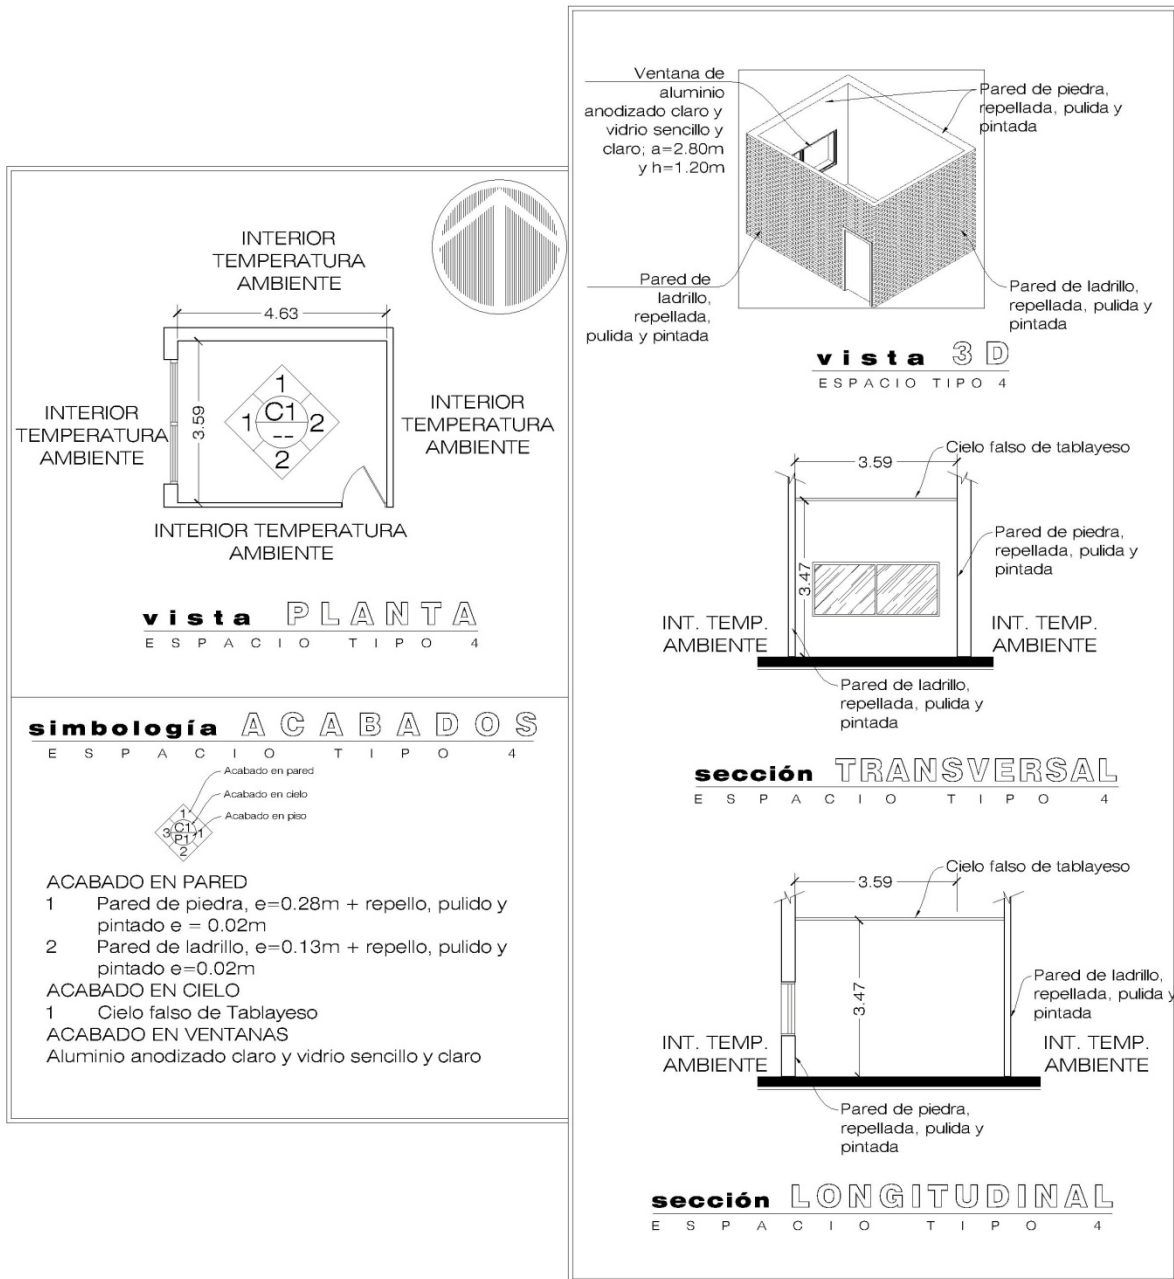 INTERIOR
TEMPERATURA
AMBIENTE
4.63
3.59
1
1
C1
--
2
2
INTERIOR
TEMPERATURA
AMBIENTE
INTERIOR
TEMPERATURA
AMBIENTE
INTERIOR TEMPERATURA
AMBIENTE
vista PLANTA
ESPACIO TIPO 4
simbología ACABADOS
ESPACIO TIPO 4
Acabado en pared
Acabado en cielo
Acabado en piso
1
3
C1
P1
1
2
ACABADO EN PARED
1 Pared de piedra, e=0.28m + repello, pulido y
pintado e = 0.02m
2 Pared de ladrillo, e=0.13m + repello, pulido y
pintado e=0.02m
ACABADO EN CIELO
1 Cielo falso de Tablayeso
ACABADO EN VENTANAS
Aluminio anodizado claro y vidrio sencillo y claro
Ventana de
aluminio
anodizado claro y
vidrio sencillo y
claro; a=2.80m
y h=1.20m
Pared de piedra,
repellada, pulida y
pintada
Pared de
ladrillo,
repellada,
pulida y pintada
Pared de ladrillo,
repellada, pulida y
pintada
vista 3D
ESPACIO TIPO 4
Cielo falso de tablayeso
3.59
3.47
Pared de piedra,
repellada, pulida y
pintada
INT. TEMP.
AMBIENTE
INT. TEMP.
AMBIENTE
Pared de ladrillo,
repellada, pulida y
pintada
sección TRANSVERSAL
ESPACIO TIPO 4
Cielo falso de tablayeso
3.59
3.47
Pared de ladrillo,
repellada, pulida y
pintada
INT. TEMP.
AMBIENTE
INT. TEMP.
AMBIENTE
Pared de piedra,
repellada, pulida y
pintada
sección LONGITUDINAL
ESPACIO TIPO 4